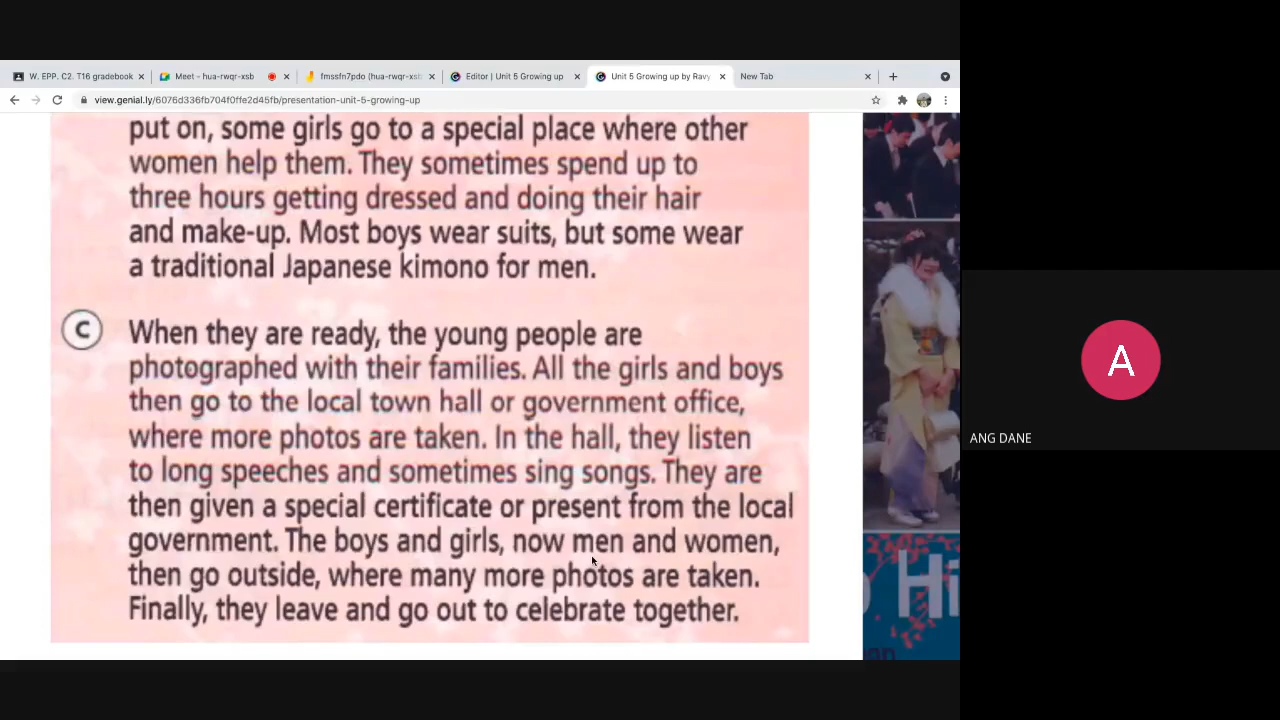 W. EPP. C2. T16 gradebook
Meet - hua-rwqr-xsb
fmssfn7pdo (hua-rwqr-xsb
Editor | Unit 5 Growing up
Unit 5 Growing up by Ravy
New Tab
view.genial.ly/6076d336fb704f0ffe2d45fb/presentation-unit-5-growing-up
put on, some girls go to a special place where other
women help them. They sometimes spend up to
three hours getting dressed and doing their hair
and make-up. Most boys wear suits, but some wear
a traditional Japanese kimono for men.
C
When they are ready, the young people are
photographed with their families. All the girls and boys
then go to the local town hall or government office,
where more photos are taken. In the hall, they listen
to long speeches and sometimes sing songs. They are
then given a special certificate or present from the local
government. The boys and girls, now men and women,
then go outside, where many more photos are taken.
Finally, they leave and go out to celebrate together.
Hi
A
ANG DANE